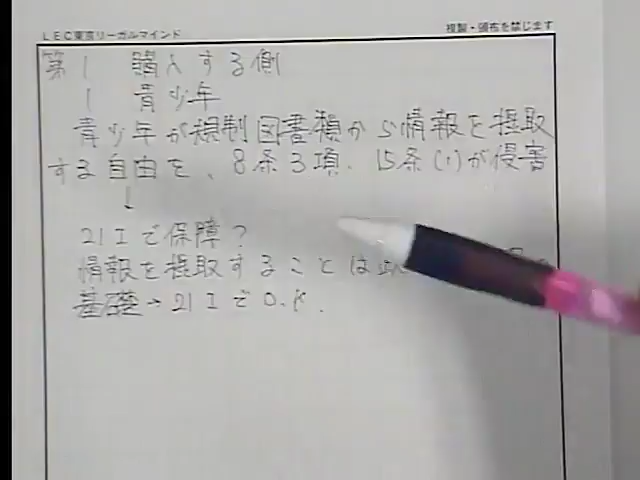 LEC東京リーガルマインド
複製・頒布を禁じます
第1 購入する側
1 青少年
青少年が規制図書類から情報を摂取
する自由を、8条3項、15条(1)が侵害
↓
21Ⅰで保障?
情報を摂取することは
基礎→21ⅠでO.K.